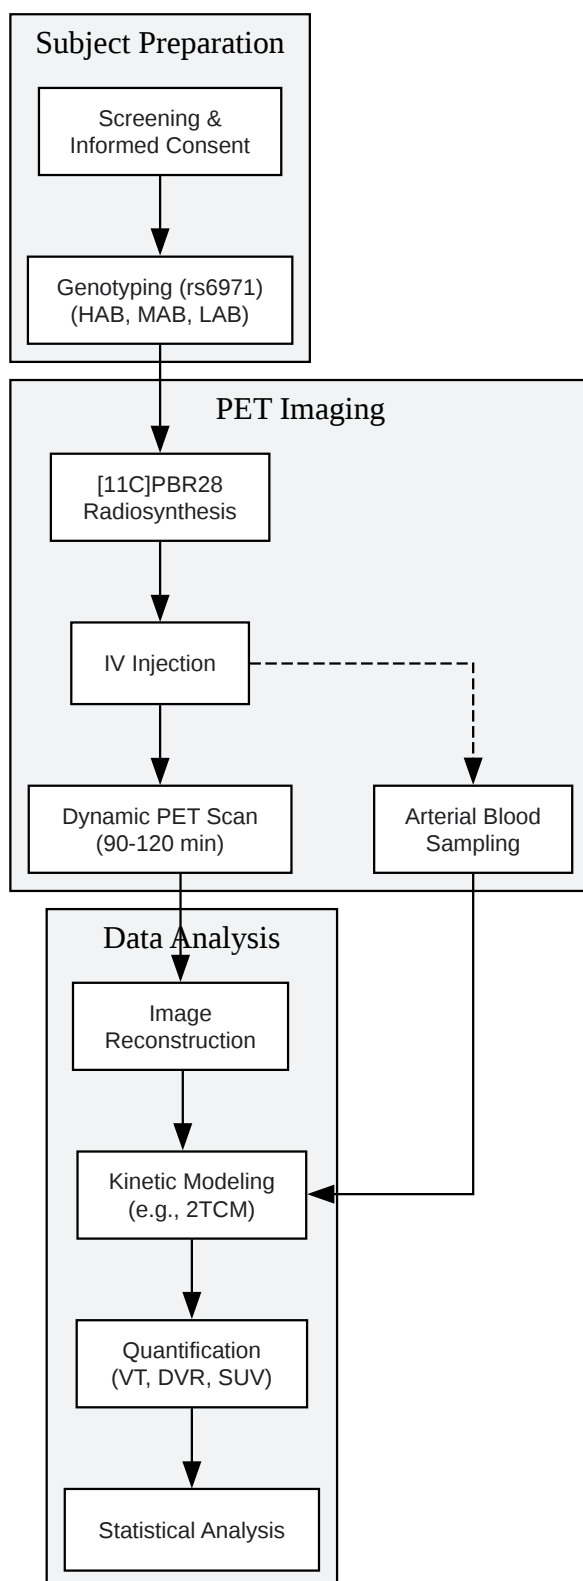 Subject Preparation
Screening &
Informed Consent
Genotyping (rs6971)
(HAB, MAB, LAB)
PET Imaging
[11C]PBR28
Radiosynthesis
IV Injection
Dynamic PET Scan
(90-120 min)
Arterial Blood
Sampling
Data Analysis
Image
Reconstruction
Kinetic Modeling
(e.g., 2TCM)
Quantification
(VT, DVR, SUV)
Statistical Analysis